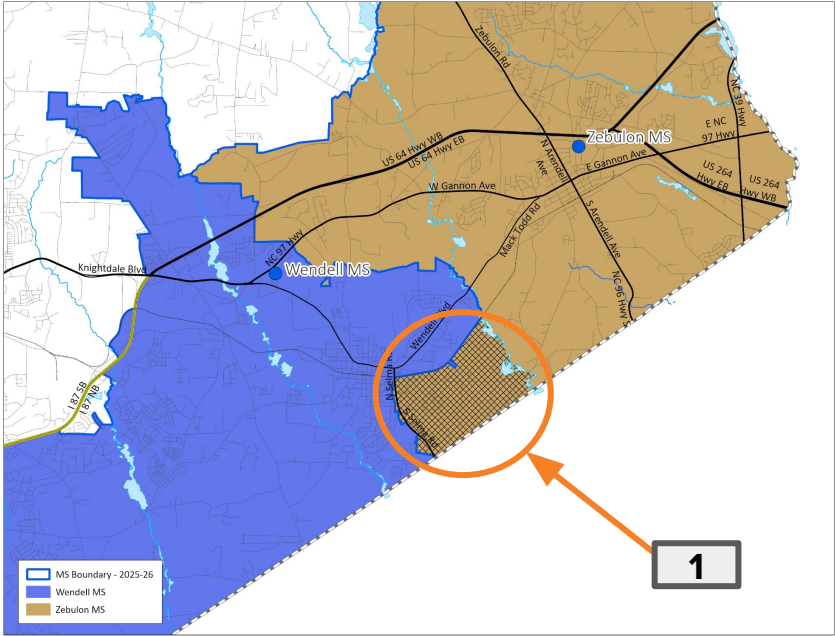 Zebulon Rd
NC 39 Hwy
E NC
97 Hwy
Zebulon MS
US 64 Hwy WB
US 64 Hwy EB
N Arendell
Ave
E Gannon Ave
US 264
Hwy EB
US 264
Hwy WB
W Gannon Ave
Mack Todd Rd
S Arendell Ave
NC 97 Hwy
Wendell MS
Knightdale Blvd
NC 96 Hwy S
Wendell Blvd
N Selma R
I 87 SB
I 87 NB
S Selma Rd
1
MS Boundary - 2025-26
Wendell MS
Zebulon MS